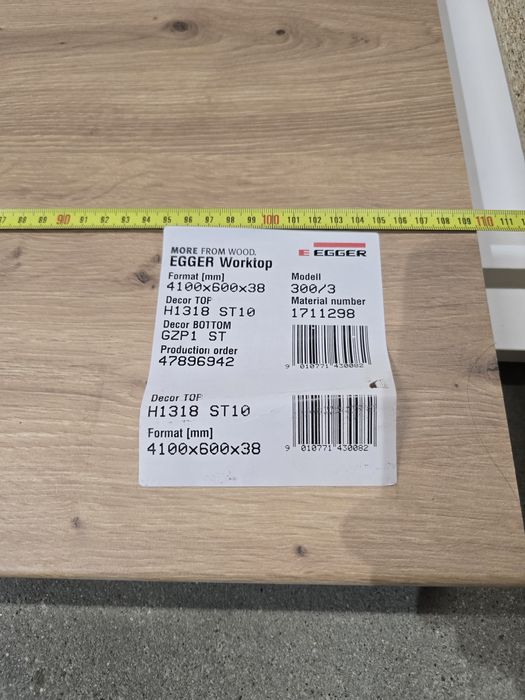 87 88 89 90 91 92 93 94 95 96 97 98 99 100 101 102 103 104 105 106 107 108 109 110 111
MORE FROM WOOD.
E EGGER
EGGER Worktop
Format [mm]
4100x600x38
Modell
300/3
Decor TOP
H1318 ST10
Material number
1711298
Decor BOTTOM
GZP1 ST
Production order
47896942
9 010771 430082
Decor TOP
H1318 ST10
Format [mm]
4100x600x38
9 010771 430082